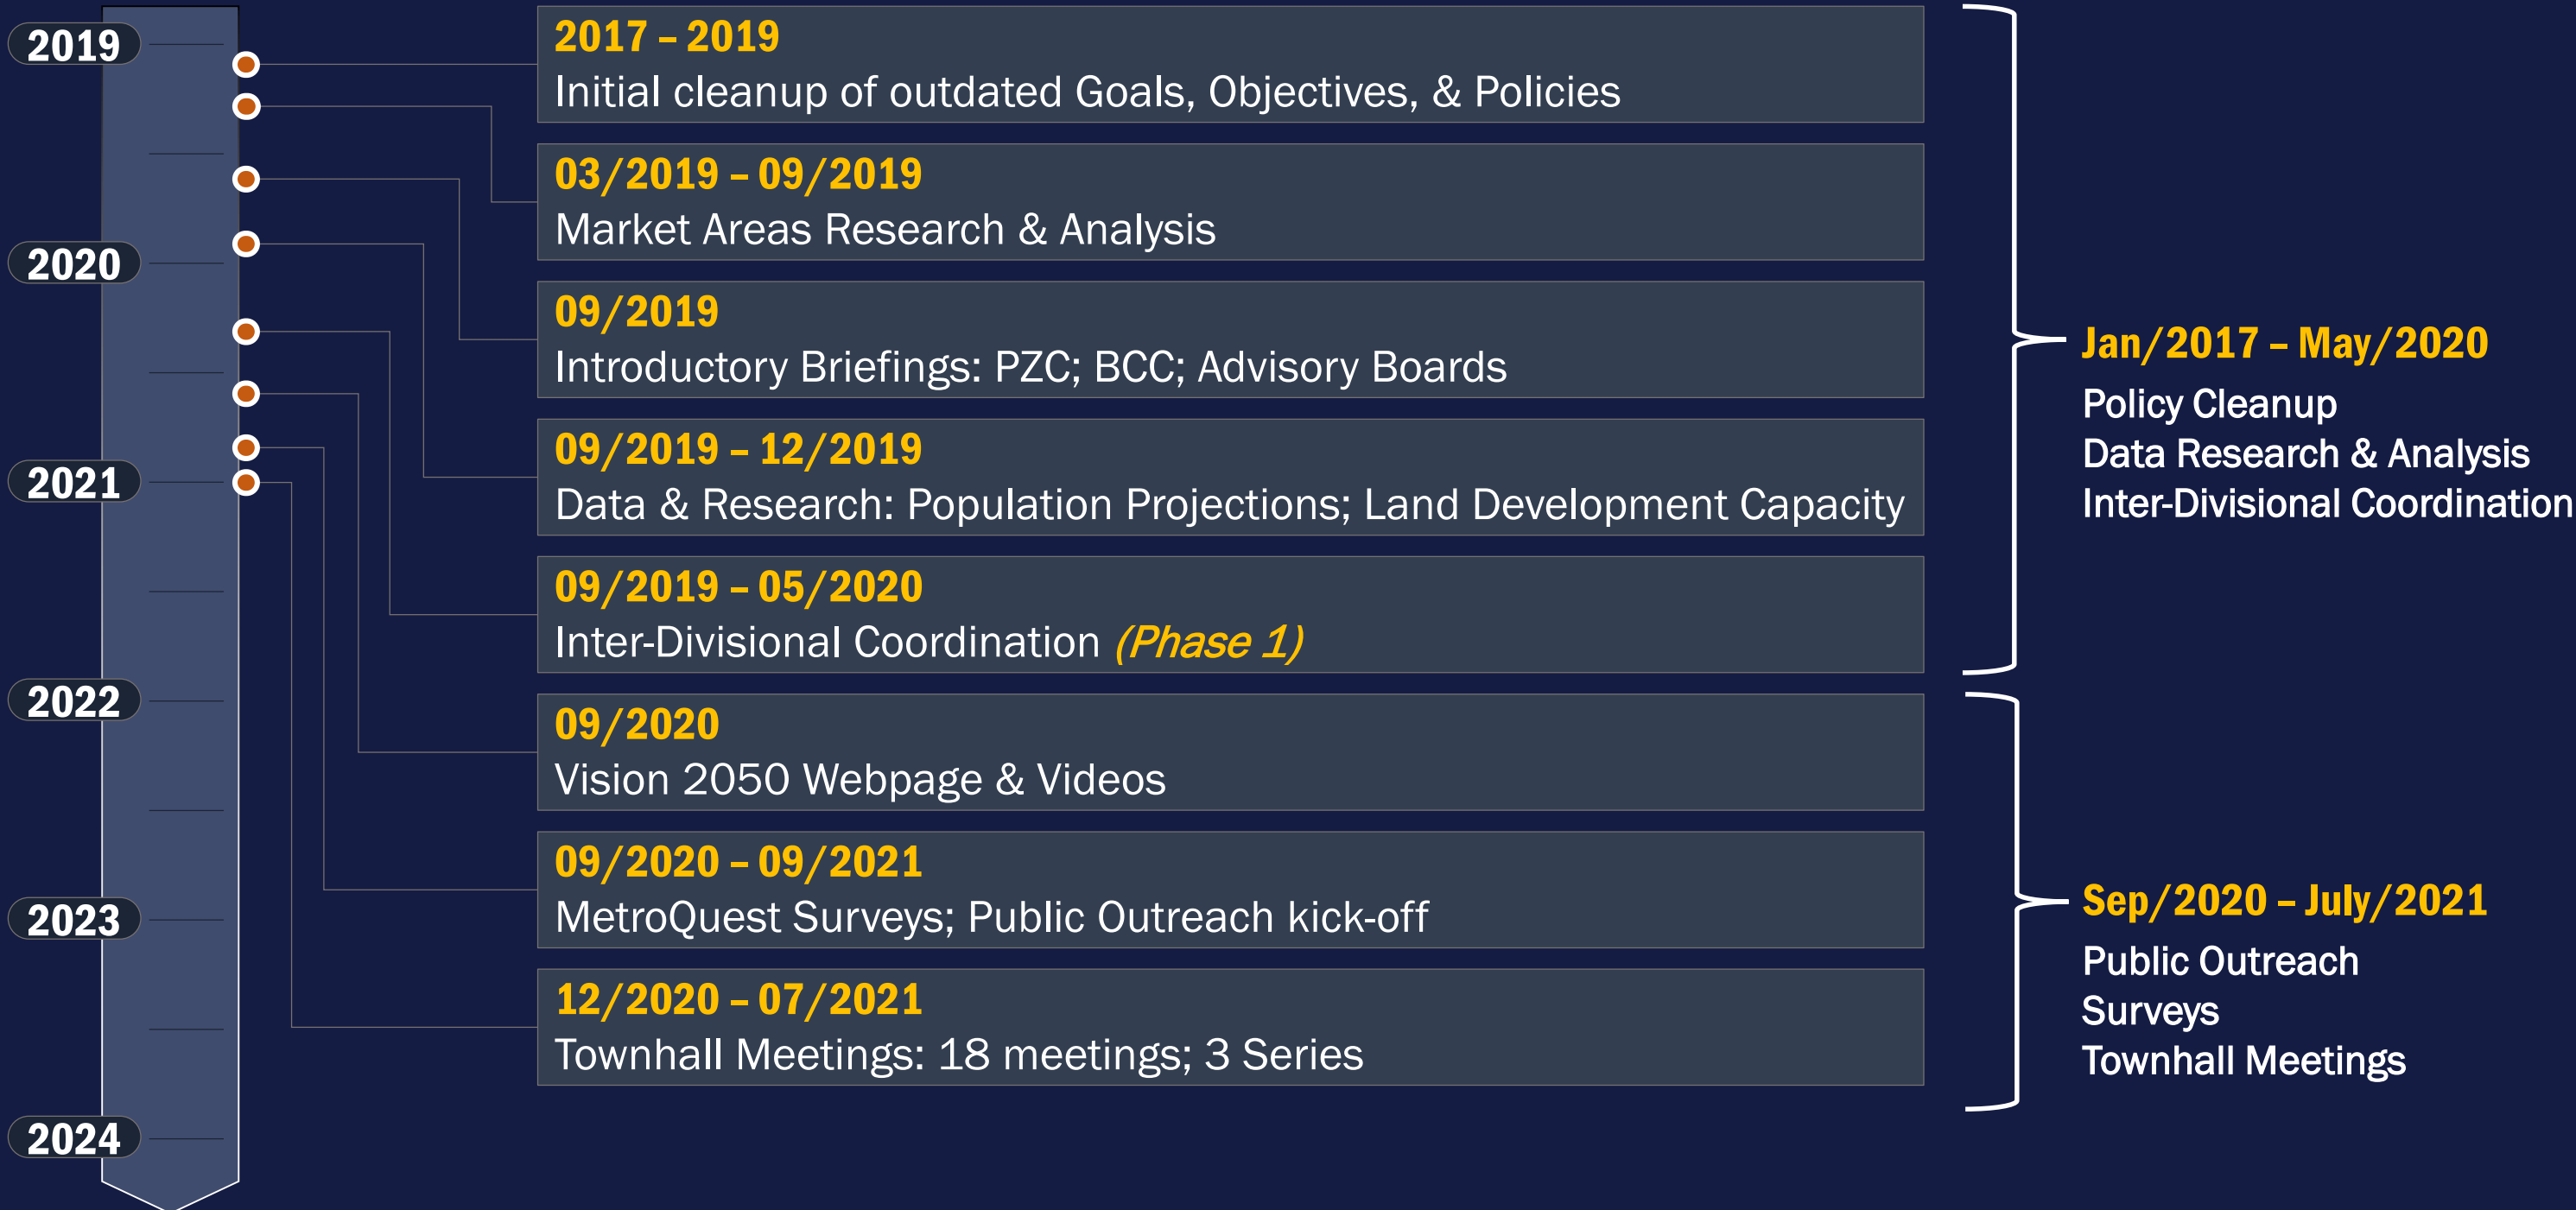 2019
2020
2021
2022
2023
2024
2017 – 2019
Initial cleanup of outdated Goals, Objectives, & Policies
03/2019 – 09/2019
Market Areas Research & Analysis
09/2019
Introductory Briefings: PZC; BCC; Advisory Boards
09/2019 – 12/2019
Data & Research: Population Projections; Land Development Capacity
09/2019 – 05/2020
Inter-Divisional Coordination (Phase 1)
09/2020
Vision 2050 Webpage & Videos
09/2020 – 09/2021
MetroQuest Surveys; Public Outreach kick-off
12/2020 – 07/2021
Townhall Meetings: 18 meetings; 3 Series
Jan/2017 – May/2020
Policy Cleanup
Data Research & Analysis
Inter-Divisional Coordination
Sep/2020 – July/2021
Public Outreach
Surveys
Townhall Meetings